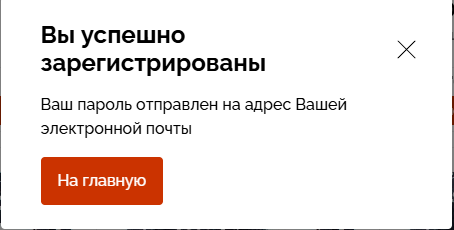 Вы успешно
зарегистрированы
Ваш пароль отправлен на адрес Вашей
электронной почты
На главную